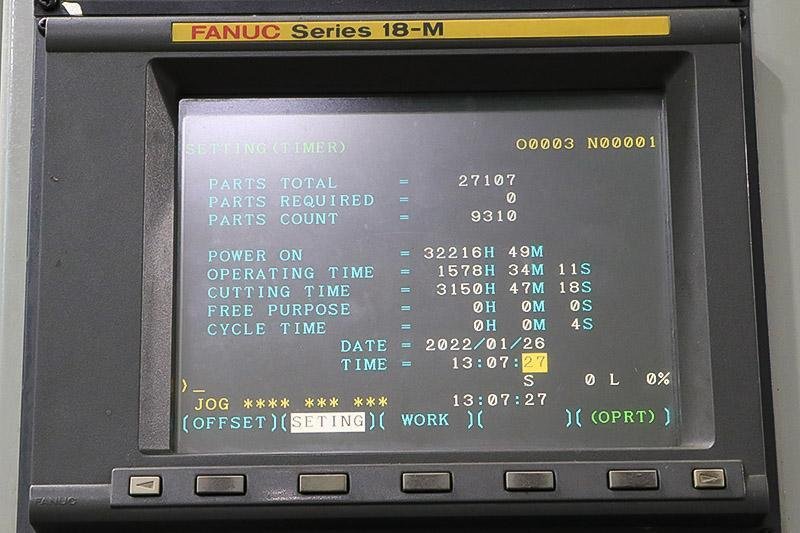 FANUC Series 18-M
SETTING(TIMER) O0003 N00001
PARTS TOTAL = 27107
PARTS REQUIRED = 0
PARTS COUNT = 9310
POWER ON = 32216H 49M
OPERATING TIME = 1578H 34M 11S
CUTTING TIME = 3150H 47M 18S
FREE PURPOSE = 0H 0M 0S
CYCLE TIME = 0H 0M 4S
DATE = 2022/01/26
TIME = 13:07:27
>_
S 0 L 0%
JOG **** *** *** 13:07:27
(OFFSET)(SETING)( WORK )( )( (OPRT) )
FANUC